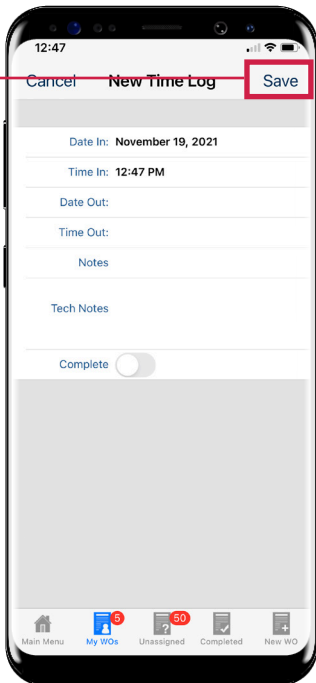 12:47
Cancel New Time Log Save
Date In: November 19, 2021
Time In: 12:47 PM
Date Out:
Time Out:
Notes
Tech Notes
Complete
5 50
Main Menu My WOs Unassigned Completed New WO